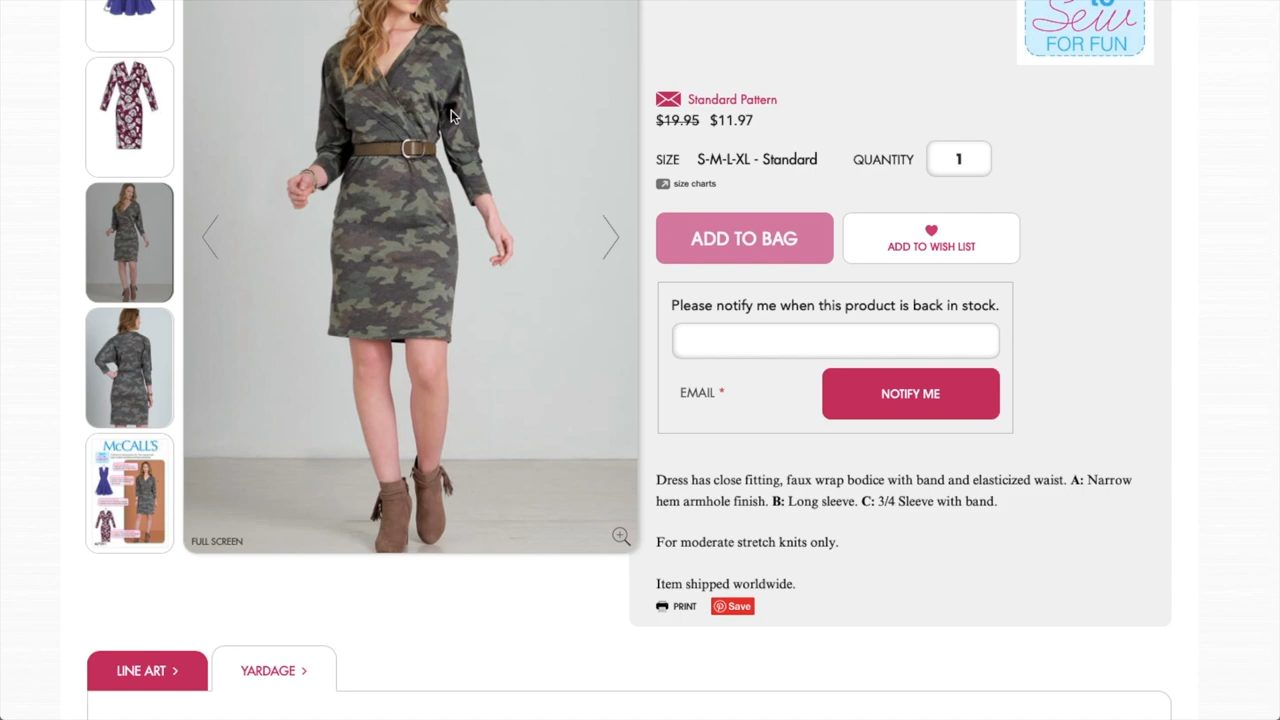 to
Sew
FOR FUN
Standard Pattern
$19.95 $11.97
SIZE S-M-L-XL - Standard QUANTITY 1
size charts
ADD TO BAG
ADD TO WISH LIST
Please notify me when this product is back in stock.
EMAIL *
NOTIFY ME
Dress has close fitting, faux wrap bodice with band and elasticized waist. A: Narrow
hem armhole finish. B: Long sleeve. C: 3/4 Sleeve with band.
For moderate stretch knits only.
Item shipped worldwide.
PRINT
Save
McCALL'S
FULL SCREEN
LINE ART >
YARDAGE >